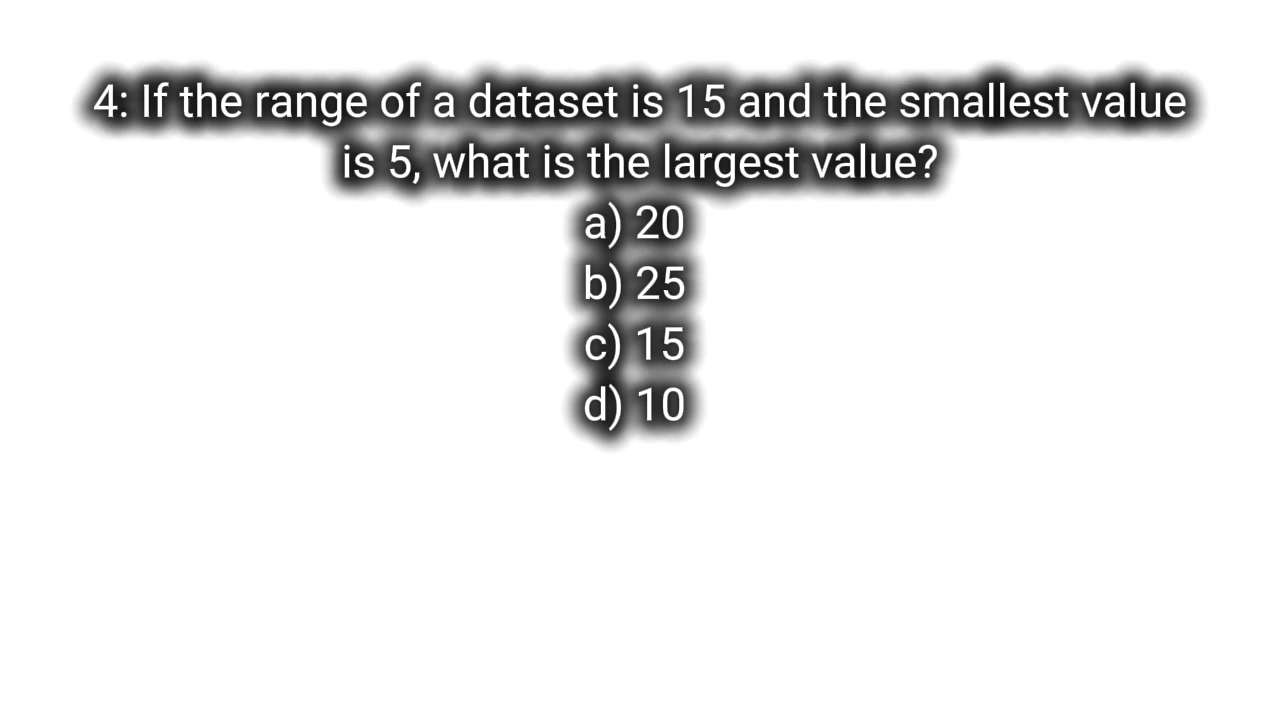 4: If the range of a dataset is 15 and the smallest value
is 5, what is the largest value?
a) 20
b) 25
c) 15
d) 10